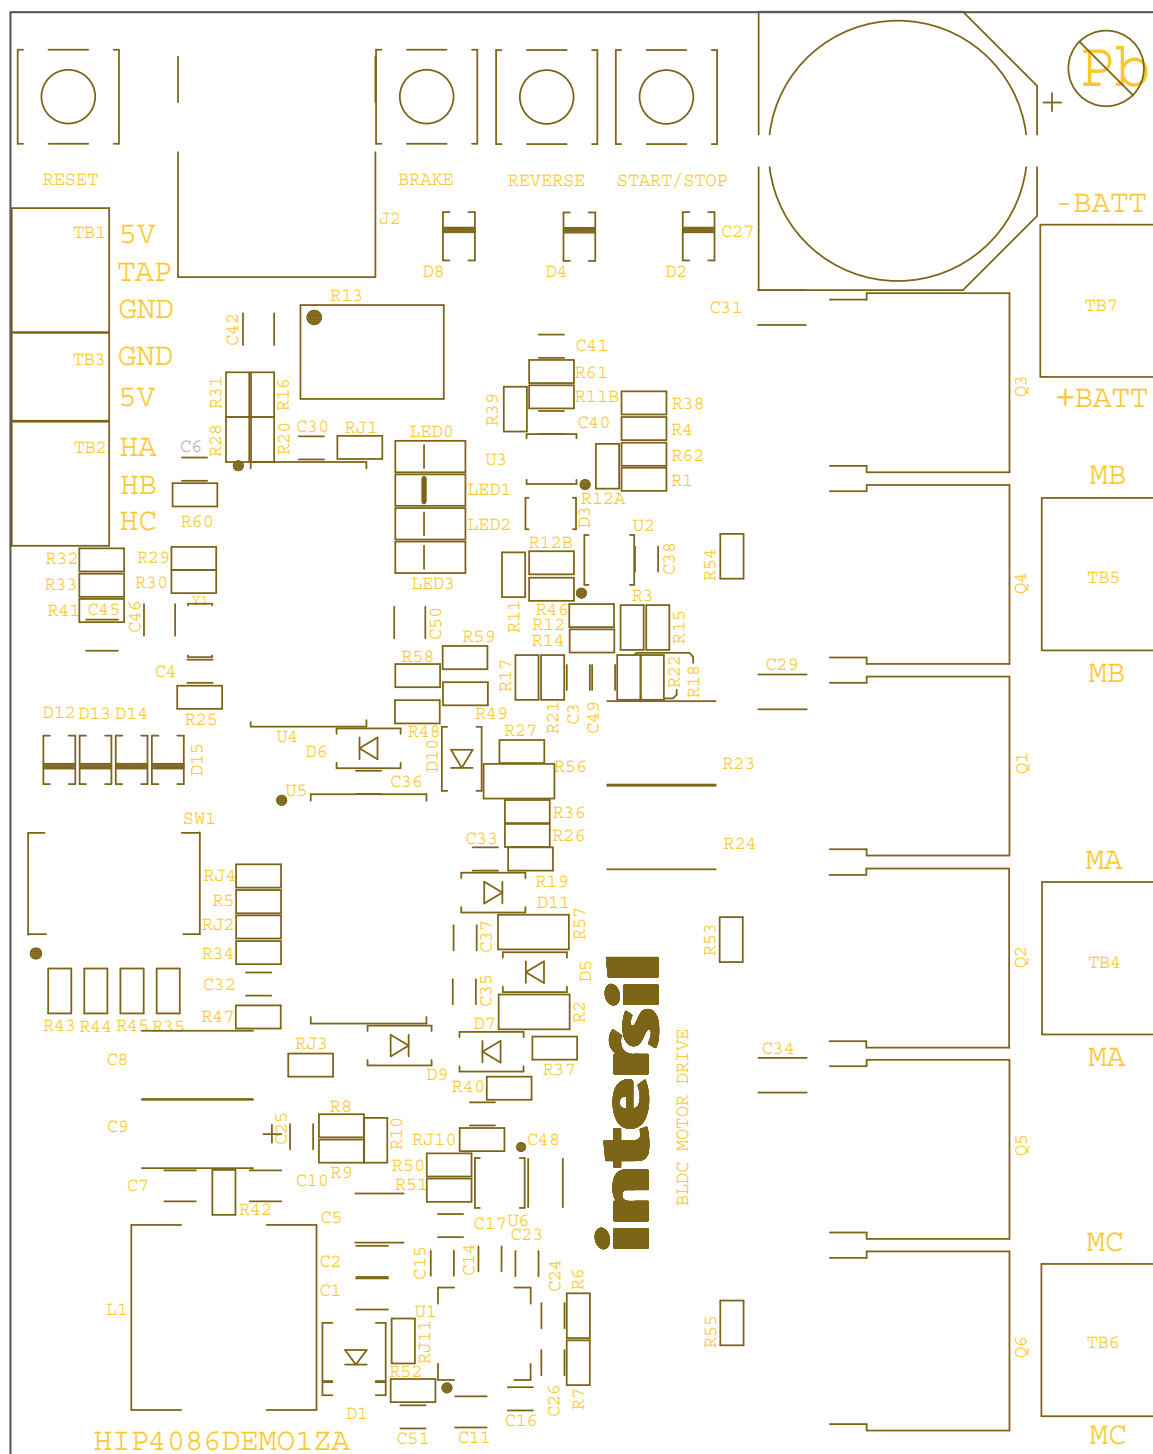 Pb
+
RESET
BRAKE
REVERSE
START/STOP
-BATT
J2
TB1
5V
TAP
GND
D8
D4
D2
C27
R13
C31
TB7
C42
C41
TB3
GND
5V
R31
R16
R61
R11B
R39
R38
Q3
+BATT
TB2
HA
HB
HC
C6
R28
R20
C30
RJ1
LED0
LED1
LED2
LED3
U3
C40
R4
R62
R1
R12A
MB
R60
D3
U2
R32
R29
R33
R30
R41
C45
C46
Y1
R12B
C38
R54
Q4
TB5
R11
R46
R3
R12
R14
R15
C50
R59
R58
C4
R25
R17
R21
C3
C49
R22
R18
C29
MB
R49
R48
D12
D13
D14
D15
U4
D6
D10
R27
R56
R23
Q1
C36
U5
SW1
R36
R26
C33
R24
MA
RJ4
R5
RJ2
R34
C32
R47
R19
D11
R57
C37
D5
C35
R2
R53
Q2
TB4
R43
R44
R45
R35
C8
RJ3
D9
D7
R37
R40
C34
MA
intersil
BLDC MOTOR DRIVE
C9
+
C25
R8
R10
R9
RJ10
C48
R50
R51
Q5
C7
R42
C10
C5
C17
U6
C23
MC
C2
C15
C14
C24
R6
C1
L1
U1
RJ11
R52
R55
Q6
TB6
D1
C26
R7
C16
C51
C11
HIP4086DEMO1ZA
MC